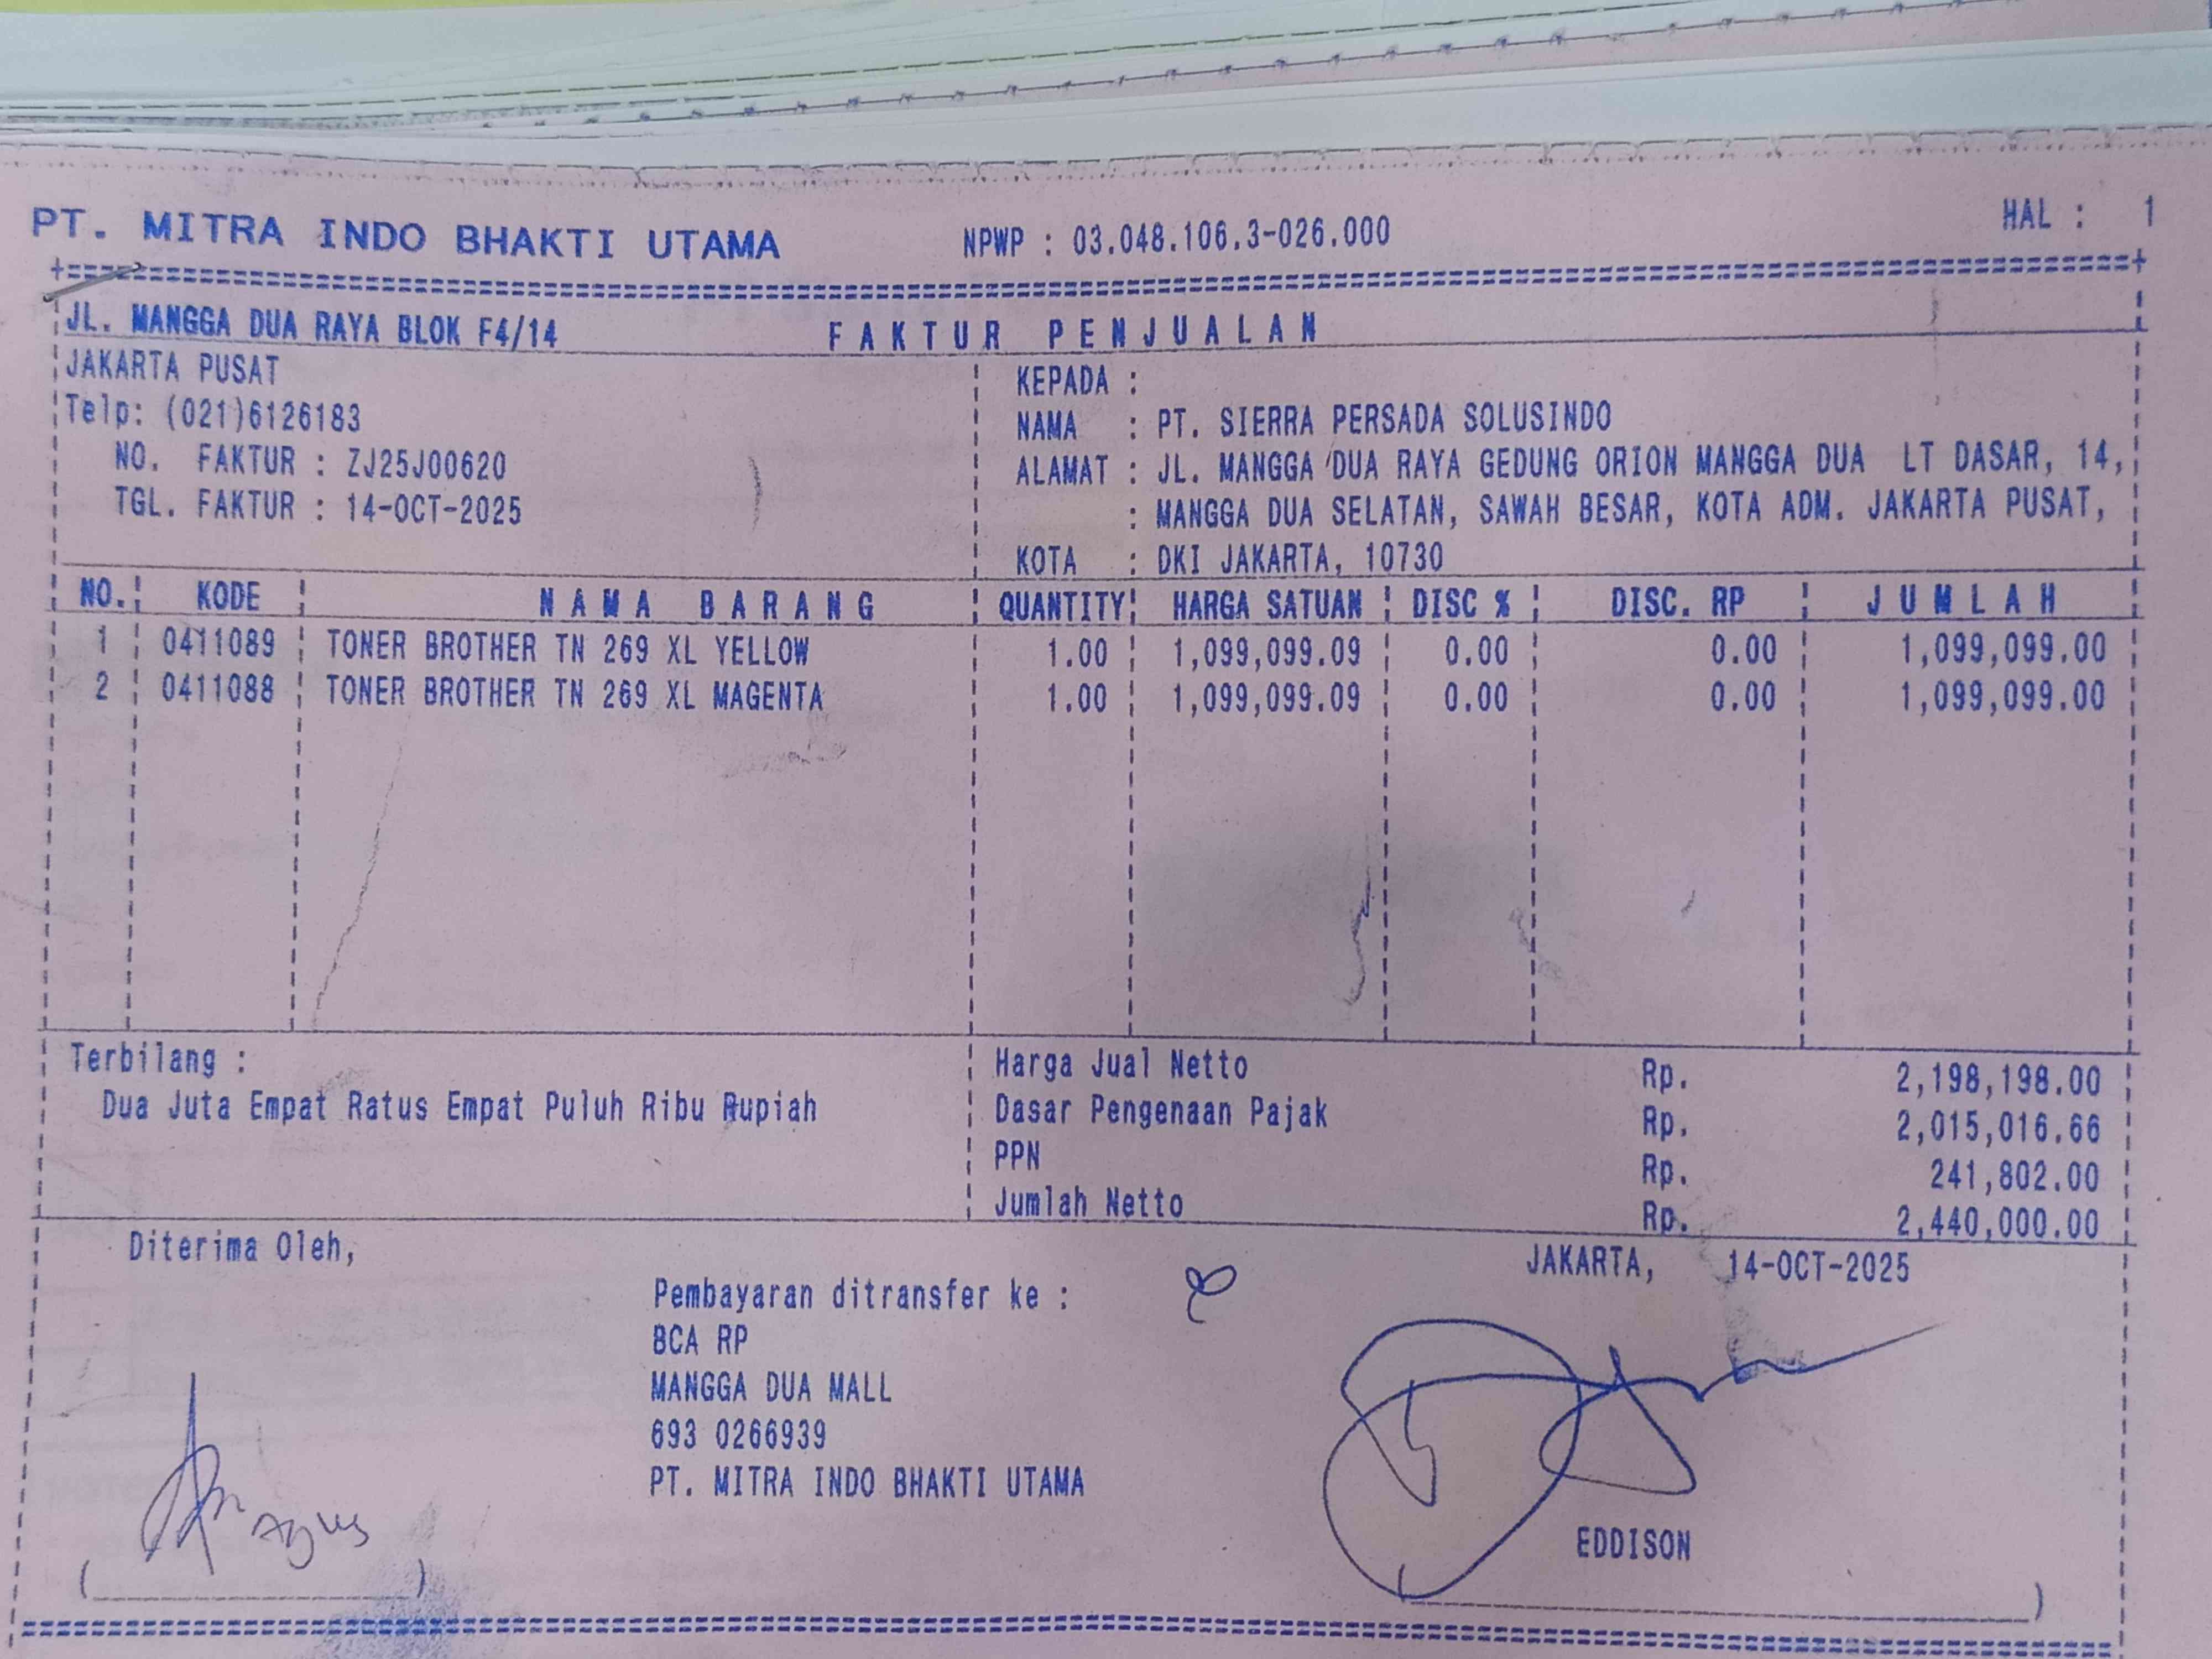 PT. MITRA INDO BHAKTI UTAMA NPWP : 03.048.106.3-026.000 HAL : 1
JL. MANGGA DUA RAYA BLOK F4/14 FAKTUR PENJUALAN
JAKARTA PUSAT KEPADA :
Telp: (021)6126183 NAMA : PT. SIERRA PERSADA SOLUSINDO
NO. FAKTUR : ZJ25J00620 ALAMAT : JL. MANGGA DUA RAYA GEDUNG ORION MANGGA DUA LT DASAR, 14,
TGL. FAKTUR : 14-OCT-2025 : MANGGA DUA SELATAN, SAWAH BESAR, KOTA ADM. JAKARTA PUSAT,
KOTA : DKI JAKARTA, 10730
NO. KODE NAMA BARANG QUANTITY HARGA SATUAN DISC % DISC. RP JUMLAH
1 0411089 TONER BROTHER TN 269 XL YELLOW 1.00 1,099,099.09 0.00 0.00 1,099,099.00
2 0411088 TONER BROTHER TN 269 XL MAGENTA 1.00 1,099,099.09 0.00 0.00 1,099,099.00
Terbilang : Harga Jual Netto Rp. 2,198,198.00
Dua Juta Empat Ratus Empat Puluh Ribu Rupiah Dasar Pengenaan Pajak Rp. 2,015,016.66
PPN Rp. 241,802.00
Jumlah Netto Rp. 2,440,000.00
Diterima Oleh, JAKARTA, 14-OCT-2025
Pembayaran ditransfer ke :
BCA RP
MANGGA DUA MALL
693 0266939
PT. MITRA INDO BHAKTI UTAMA
Agus
EDDISON